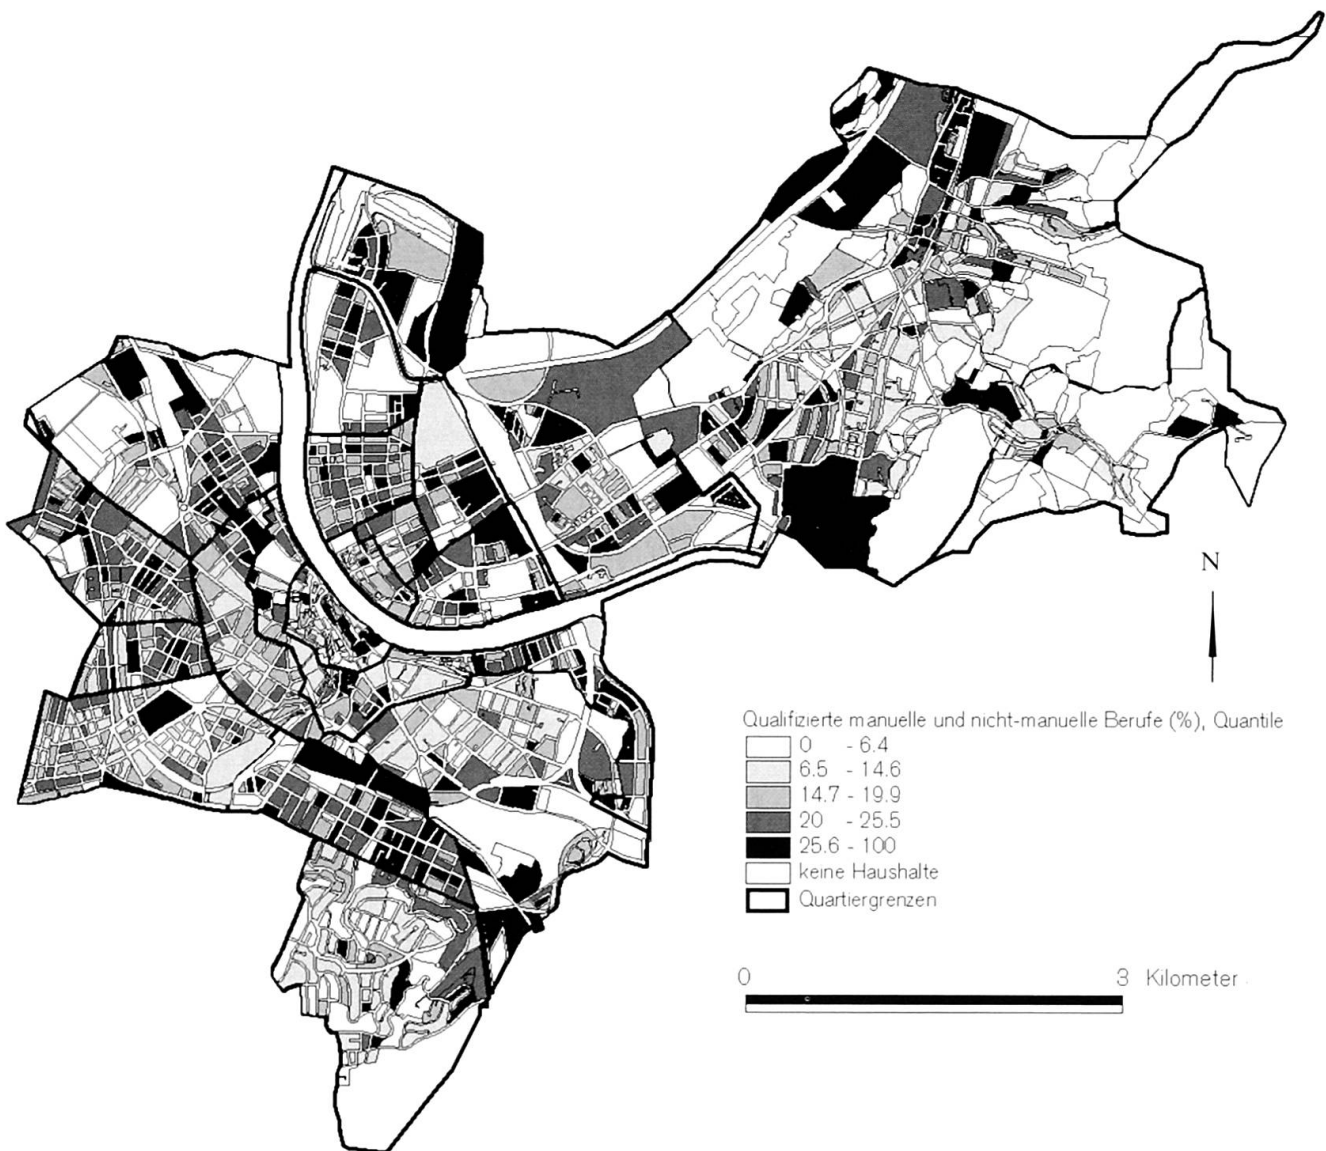 N
Qualifizierte manuelle und nicht-manuelle Berufe (%), Quantile
0 - 6.4
6.5 - 14.6
14.7 - 19.9
20 - 25.5
25.6 - 100
keine Haushalte
Quartiergrenzen
0 3 Kilometer